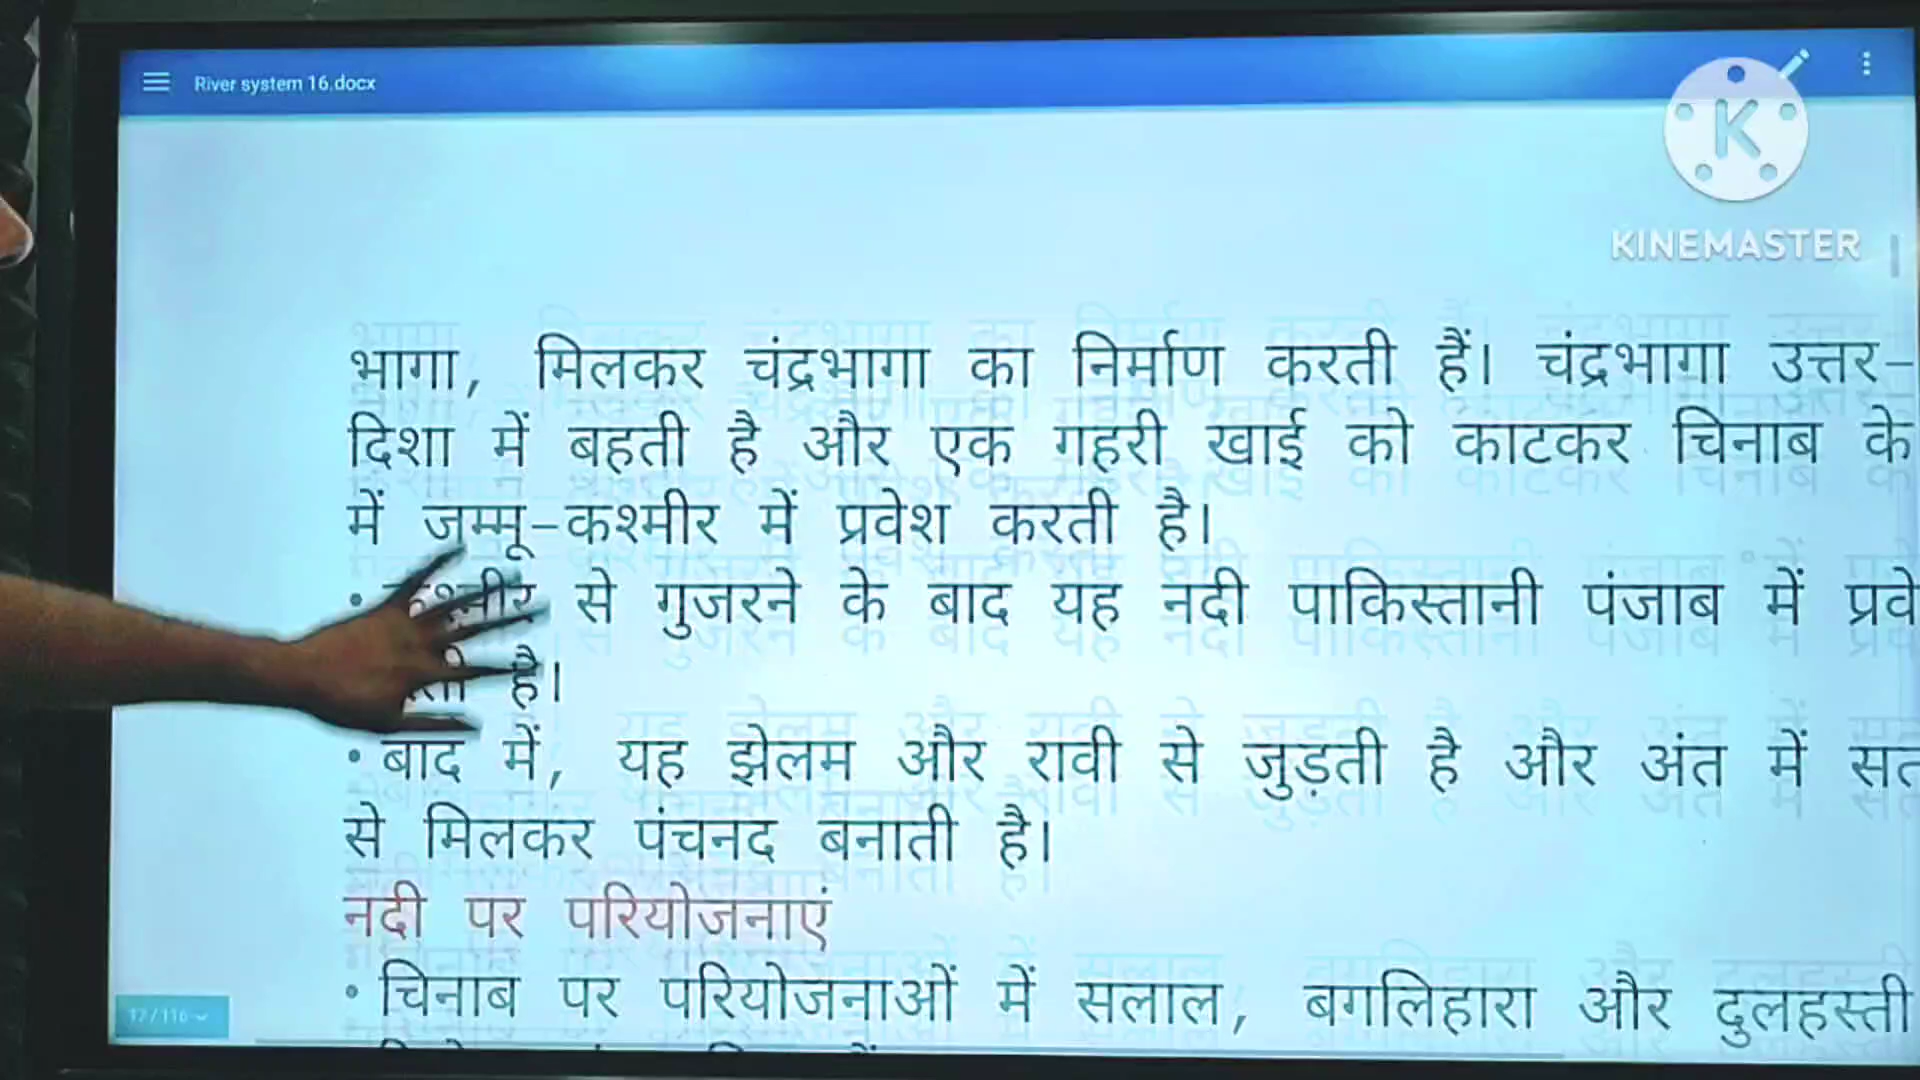 River system 16.docx
KINEMASTER
भागा, मिलकर चंद्रभागा का निर्माण करती हैं। चंद्रभागा उत्तर-
दिशा में बहती है और एक गहरी खाई को काटकर चिनाब के
में जम्मू-कश्मीर में प्रवेश करती है।
• से गुजरने के बाद यह नदी पाकिस्तानी पंजाब में
है।
• बाद में, यह झेलम और रावी से जुड़ती है और अंत में
से मिलकर पंचनद बनाती है।
नदी पर परियोजनाएं
• चिनाब पर परियोजनाओं में सलाल, बगलिहारा और दुलहस्ती
17/116